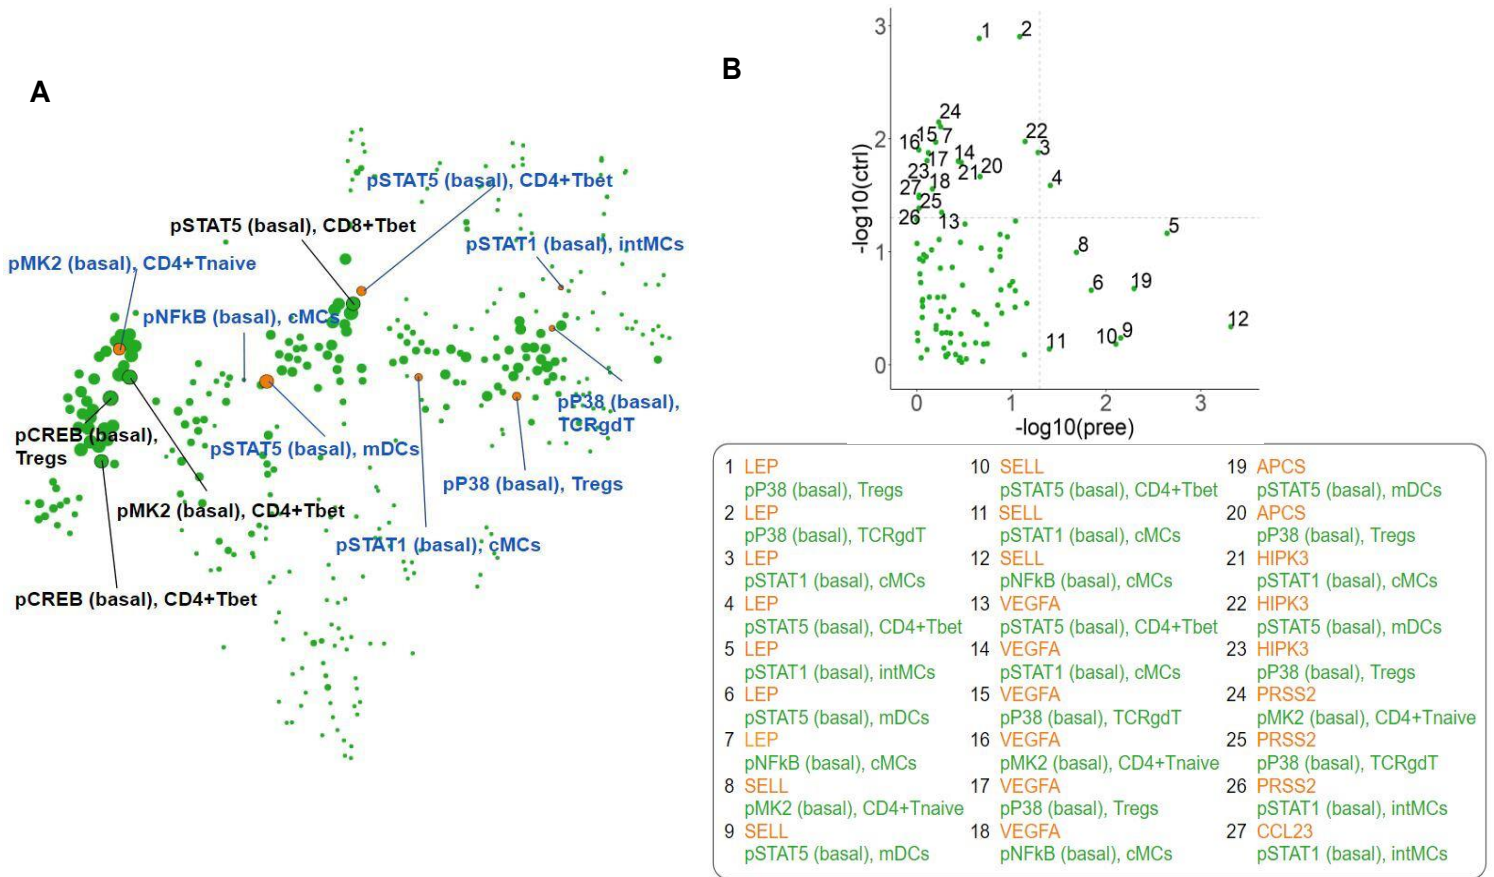 A
pSTAT5 (basal), CD4+Tbet
pSTAT5 (basal), CD8+Tbet
pSTAT1 (basal), intMCs
pMK2 (basal), CD4+Tnaive
pNFkB (basal), cMCs
pP38 (basal),
TCRgdT
pCREB (basal),
Tregs
pSTAT5 (basal), mDCs
pP38 (basal), Tregs
pMK2 (basal), CD4+Tbet
pSTAT1 (basal), cMCs
pCREB (basal), CD4+Tbet
B
3
2
1
0
-log10(ctrl)
1
2
24
15
7
16
22
3
14
17
20
23
21
4
27
18
25
26
13
5
8
6
19
12
9
10
11
0
1
2
3
-log10(pree)
1 LEP
pP38 (basal), Tregs
2 LEP
pP38 (basal), TCRgdT
3 LEP
pSTAT1 (basal), cMCs
4 LEP
pSTAT5 (basal), CD4+Tbet
5 LEP
pSTAT1 (basal), intMCs
6 LEP
pSTAT5 (basal), mDCs
7 LEP
pNFkB (basal), cMCs
8 SELL
pMK2 (basal), CD4+Tnaive
9 SELL
pSTAT5 (basal), mDCs
10 SELL
pSTAT5 (basal), CD4+Tbet
11 SELL
pSTAT1 (basal), cMCs
12 SELL
pNFkB (basal), cMCs
13 VEGFA
pSTAT5 (basal), CD4+Tbet
14 VEGFA
pSTAT1 (basal), cMCs
15 VEGFA
pP38 (basal), TCRgdT
16 VEGFA
pMK2 (basal), CD4+Tnaive
17 VEGFA
pP38 (basal), Tregs
18 VEGFA
pNFkB (basal), cMCs
19 APCS
pSTAT5 (basal), mDCs
20 APCS
pP38 (basal), Tregs
21 HIPK3
pSTAT1 (basal), cMCs
22 HIPK3
pSTAT5 (basal), mDCs
23 HIPK3
pP38 (basal), Tregs
24 PRSS2
pMK2 (basal), CD4+Tnaive
25 PRSS2
pP38 (basal), TCRgdT
26 PRSS2
pSTAT1 (basal), intMCs
27 CCL23
pSTAT1 (basal), intMCs